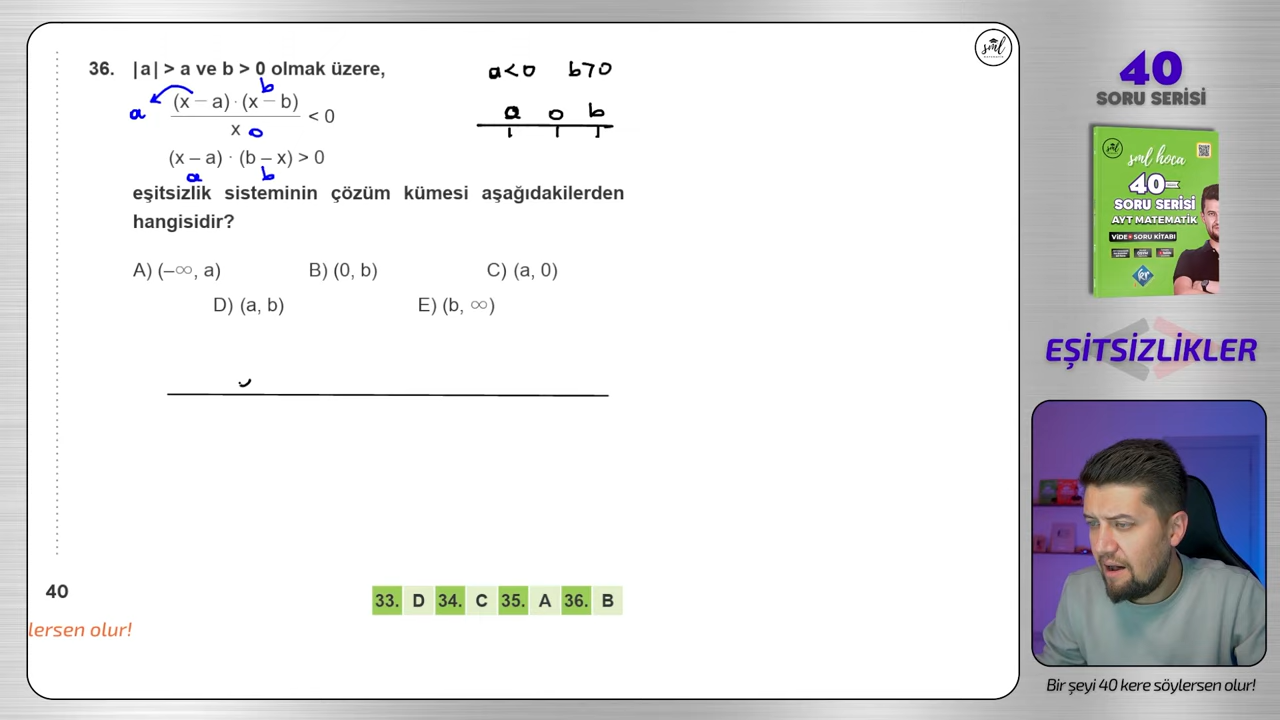 36. |a| > a ve b > 0 olmak üzere,
(x – a) · (x – b)
x
< 0
(x – a) · (b – x) > 0
eşitsizlik sisteminin çözüm kümesi aşağıdakilerden
hangisidir?
A) (–∞, a) B) (0, b) C) (a, 0)
D) (a, b) E) (b, ∞)
a b
0
a b
a<0 b>0
a 0 b
40
33. D 34. C 35. A 36. B
lersen olur!
sml
40
SORU SERİSİ
sml hoca
40
SORU SERİSİ
AYT MATEMATİK
VİDEO SORU KİTABI
EŞİTSİZLİKLER
Bir şeyi 40 kere söylersen olur!